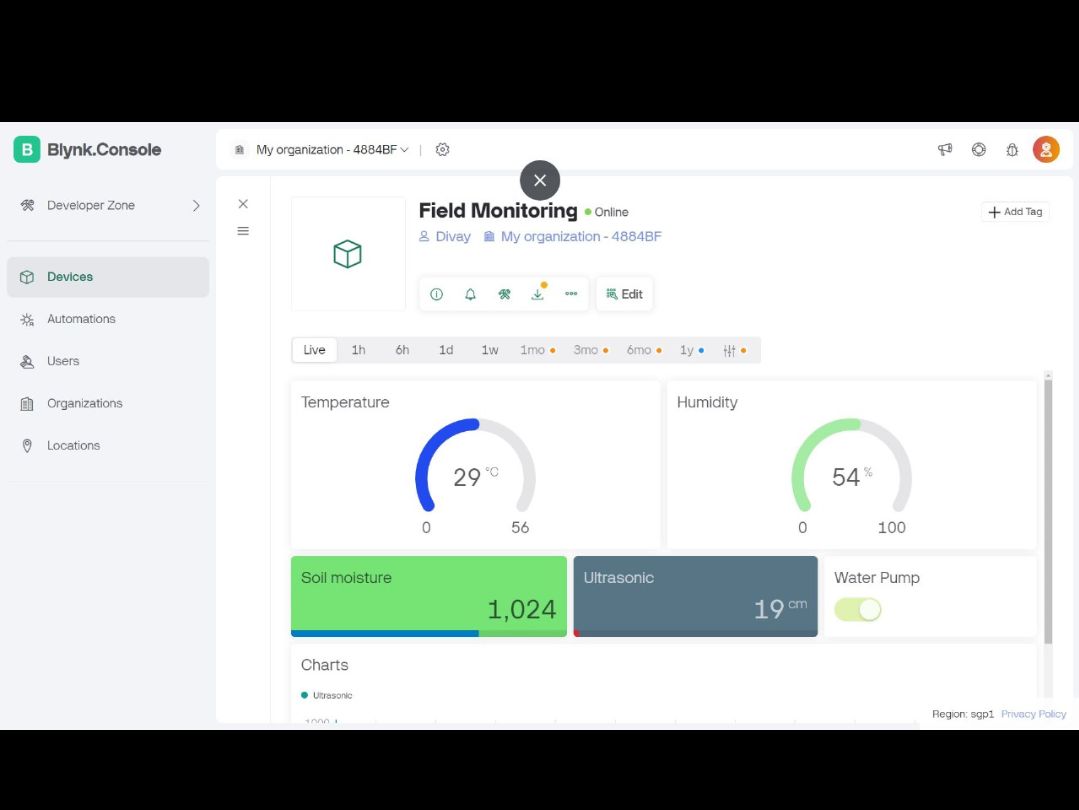 B Blynk.Console
My organization - 4884BF
Developer Zone
Devices
Automations
Users
Organizations
Locations
Field Monitoring Online
Add Tag
Divay My organization - 4884BF
Edit
Live 1h 6h 1d 1w 1mo 3mo 6mo 1y
Temperature
29 °C
0 56
Humidity
54 %
0 100
Soil moisture
1,024
Ultrasonic
19 cm
Water Pump
Charts
Ultrasonic
Region: sgp1 Privacy Policy